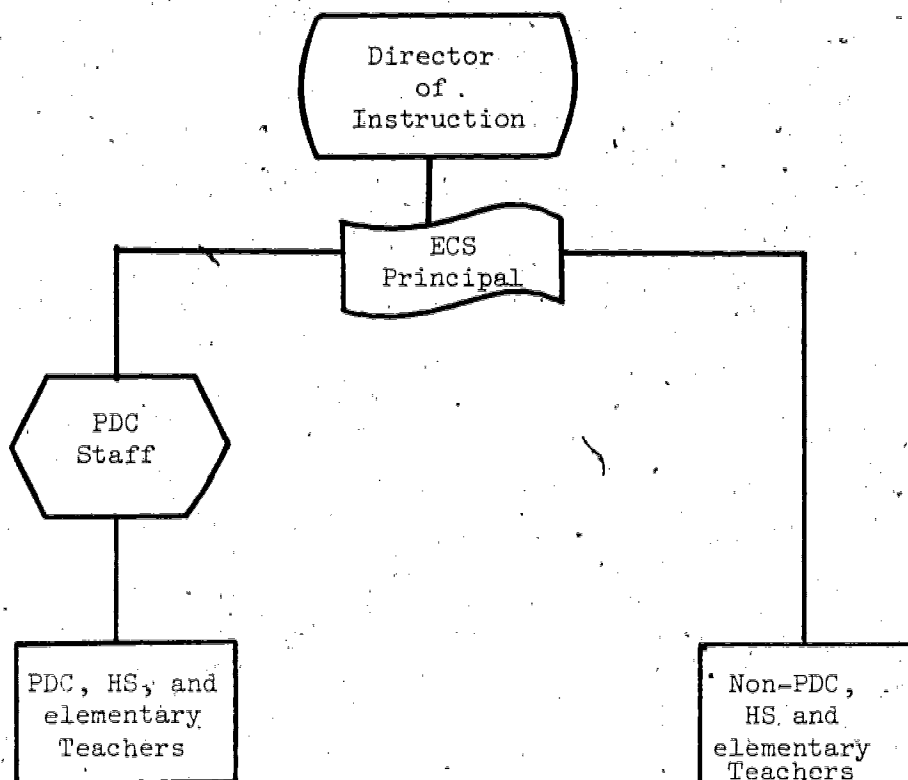 Director
of
Instruction
ECS
Principal
PDC
Staff
PDC, HS, and
elementary
Teachers
Non-PDC,
HS and
elementary
Teachers